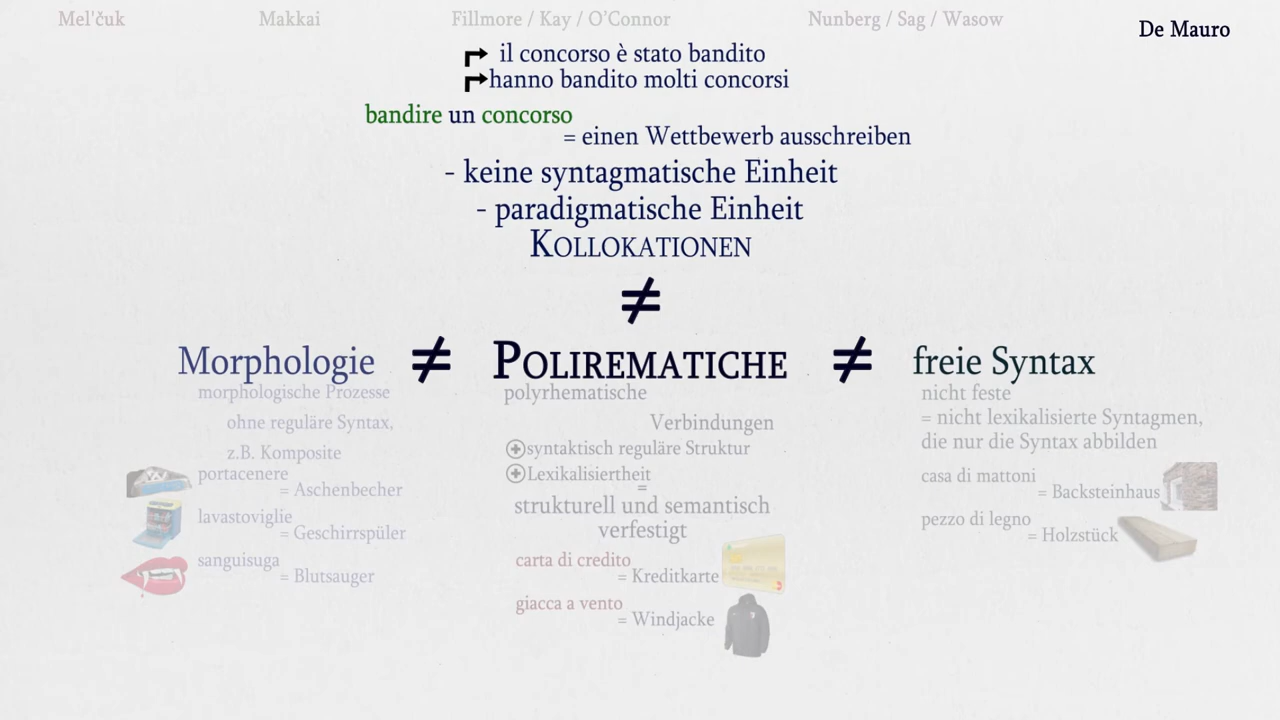 Mel'čuk
Makkai
Fillmore / Kay / O’Connor
Nunberg / Sag / Wasow
De Mauro
il concorso è stato bandito
hanno bandito molti concorsi
bandire un concorso
= einen Wettbewerb ausschreiben
- keine syntagmatische Einheit
- paradigmatische Einheit
KOLLOKATIONEN
≠
Morphologie ≠ POLIREMATICHE ≠ freie Syntax
morphologische Prozesse
ohne reguläre Syntax,
z.B. Komposite
portacenere
= Aschenbecher
lavastoviglie
= Geschirrspüler
sanguisuga
= Blutsauger
polyrhematische
Verbindungen
+ syntaktisch reguläre Struktur
+ Lexikalisiertheit
=
strukturell und semantisch
verfestigt
carta di credito
= Kreditkarte
giacca a vento
= Windjacke
nicht feste
= nicht lexikalisierte Syntagmen,
die nur die Syntax abbilden
casa di mattoni
= Backsteinhaus
pezzo di legno
= Holzstück